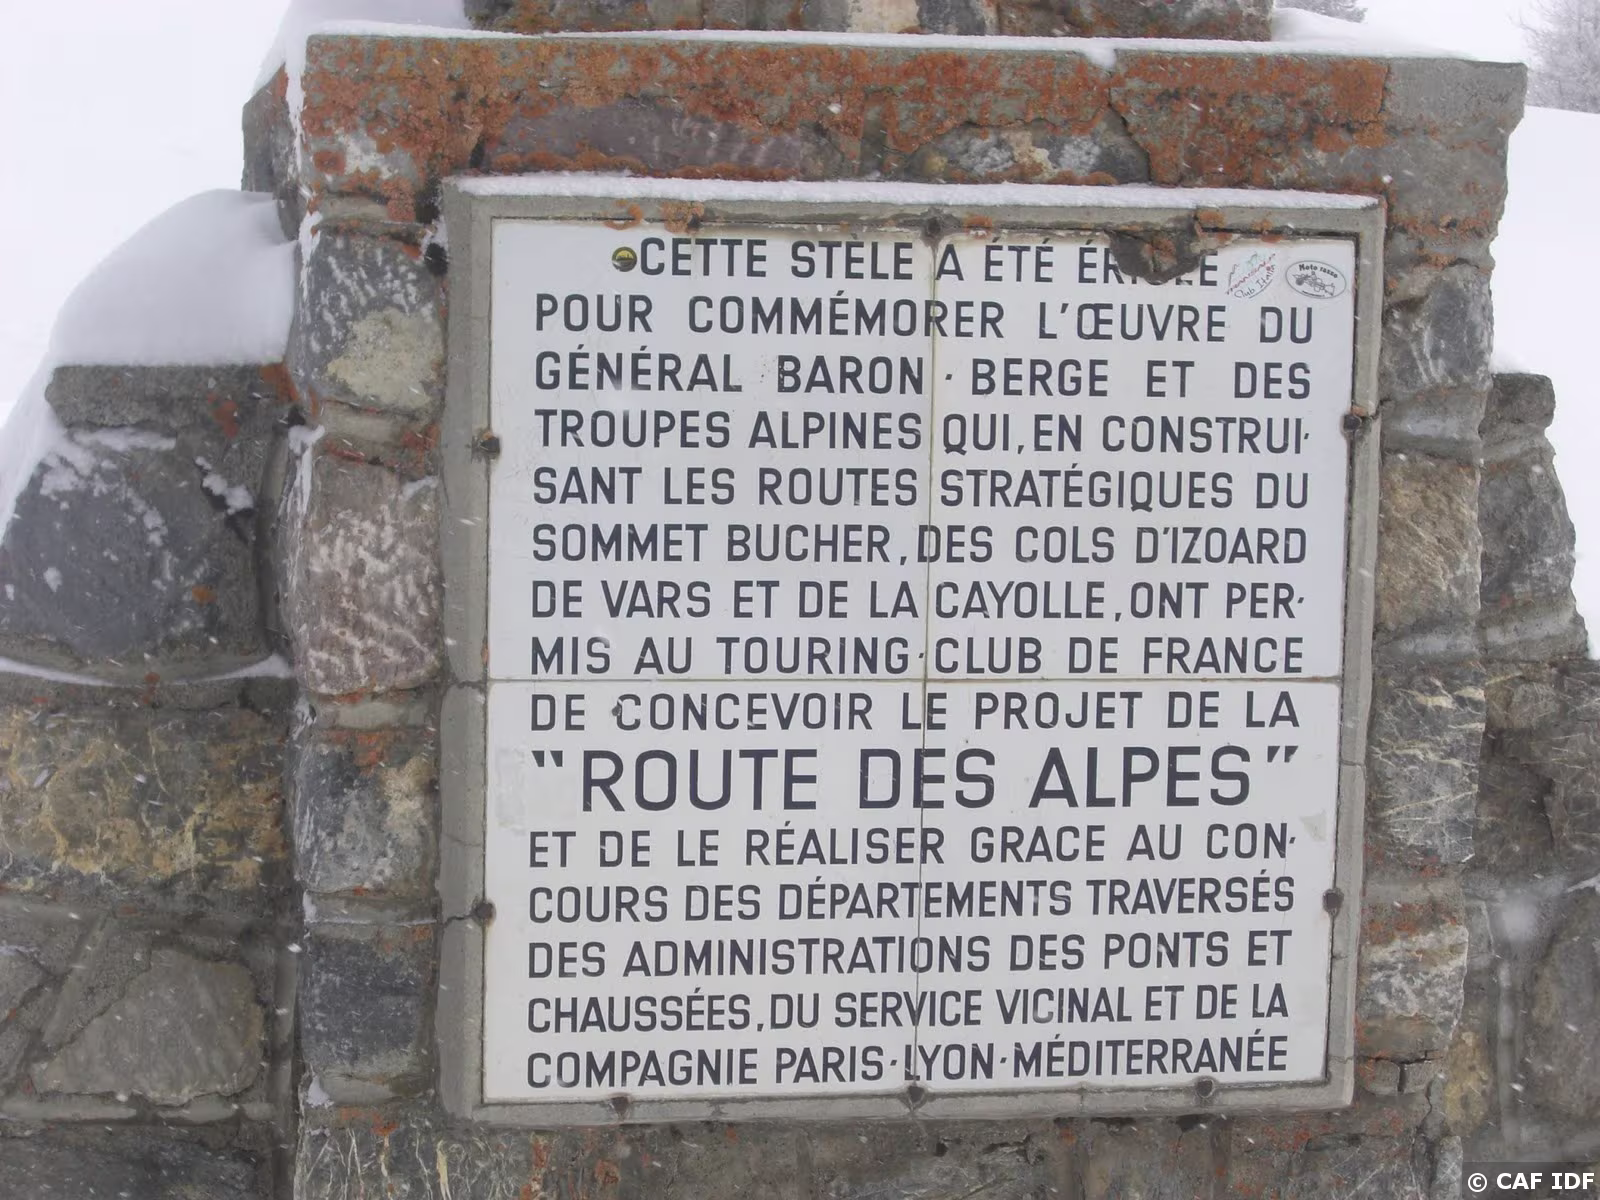 CETTE STÈLE A ÉTÉ
POUR COMMÉMORER L'ŒUVRE DU
GÉNÉRAL BARON · BERGE ET DES
TROUPES ALPINES QUI, EN CONSTRUI-
SANT LES ROUTES STRATÉGIQUES DU
SOMMET BUCHER, DES COLS D'IZOARD
DE VARS ET DE LA CAYOLLE, ONT PER-
MIS AU TOURING-CLUB DE FRANCE
DE CONCEVOIR LE PROJET DE LA
"ROUTE DES ALPES"
ET DE LE RÉALISER GRACE AU CON-
COURS DES DÉPARTEMENTS TRAVERSÉS
DES ADMINISTRATIONS DES PONTS ET
CHAUSSÉES, DU SERVICE VICINAL ET DE LA
COMPAGNIE PARIS-LYON-MÉDITERRANÉE
© CAF IDF